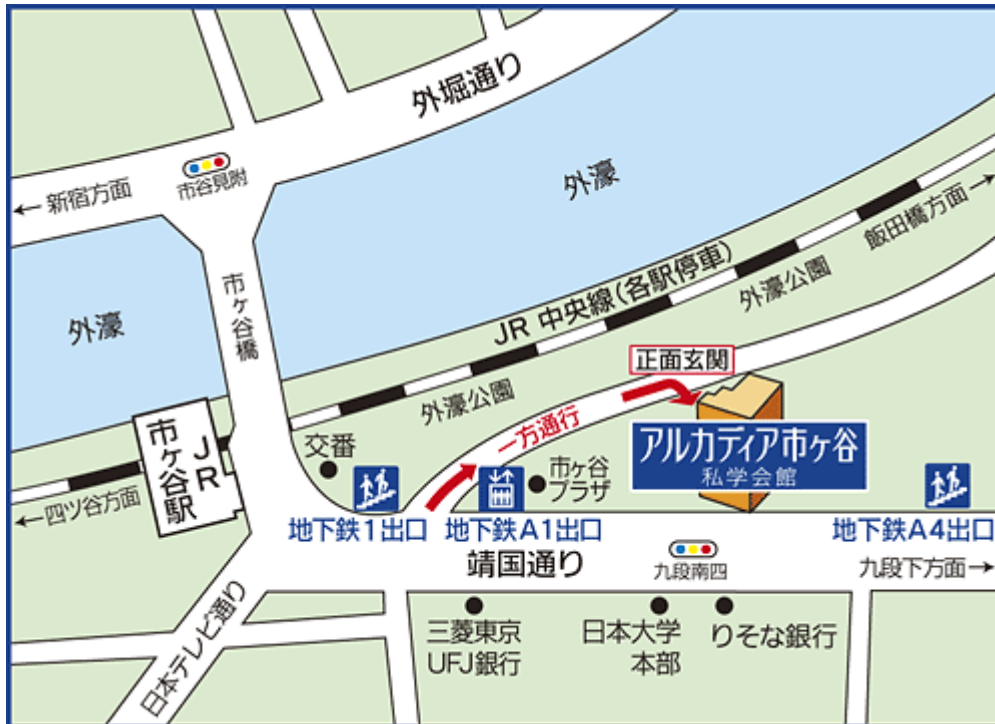 外堀通り
市谷見附
← 新宿方面
外濠
飯田橋方面 →
外濠
市ヶ谷橋
JR 中央線(各駅停車)
外濠公園
正面玄関
外濠公園
一方通行
アルカディア市ヶ谷
私学会館
JR
市ヶ谷駅
交番
市ヶ谷
プラザ
←四ツ谷方面
地下鉄1出口
地下鉄A1出口
地下鉄A4出口
靖国通り
九段南四
九段下方面→
日本テレビ通り
三菱東京
UFJ銀行
日本大学
本部
りそな銀行